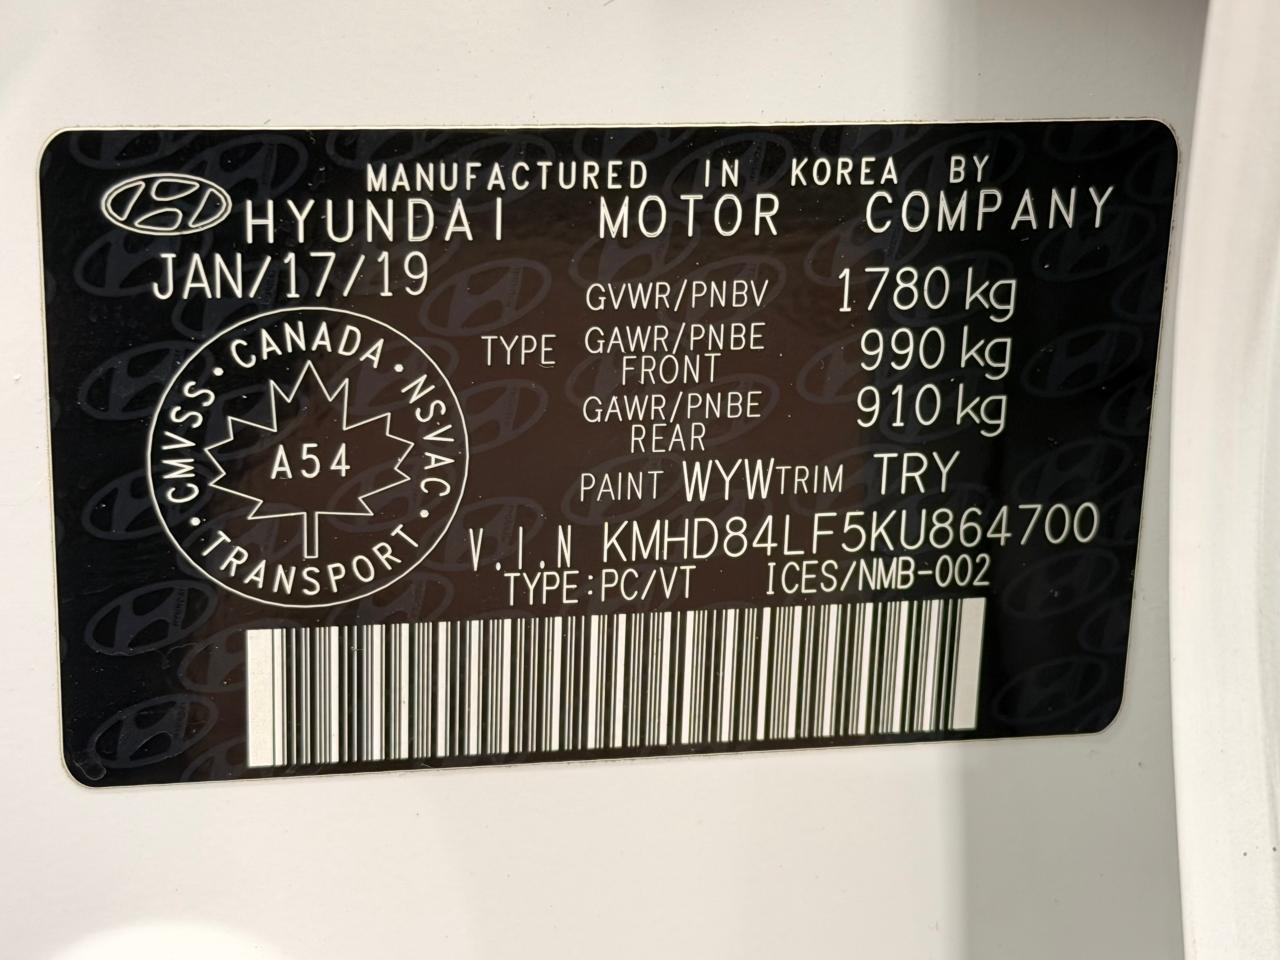 MANUFACTURED IN KOREA BY
HYUNDAI MOTOR COMPANY
JAN/17/19
GVWR/PNBV 1780 kg
TYPE GAWR/PNBE FRONT 990 kg
GAWR/PNBE REAR 910 kg
PAINT WYW TRIM TRY
V.I.N KMHD84LF5KU864700
TYPE:PC/VT ICES/NMB-002
CANADA · NSVAC · TRANSPORT · CMVSS ·
A54